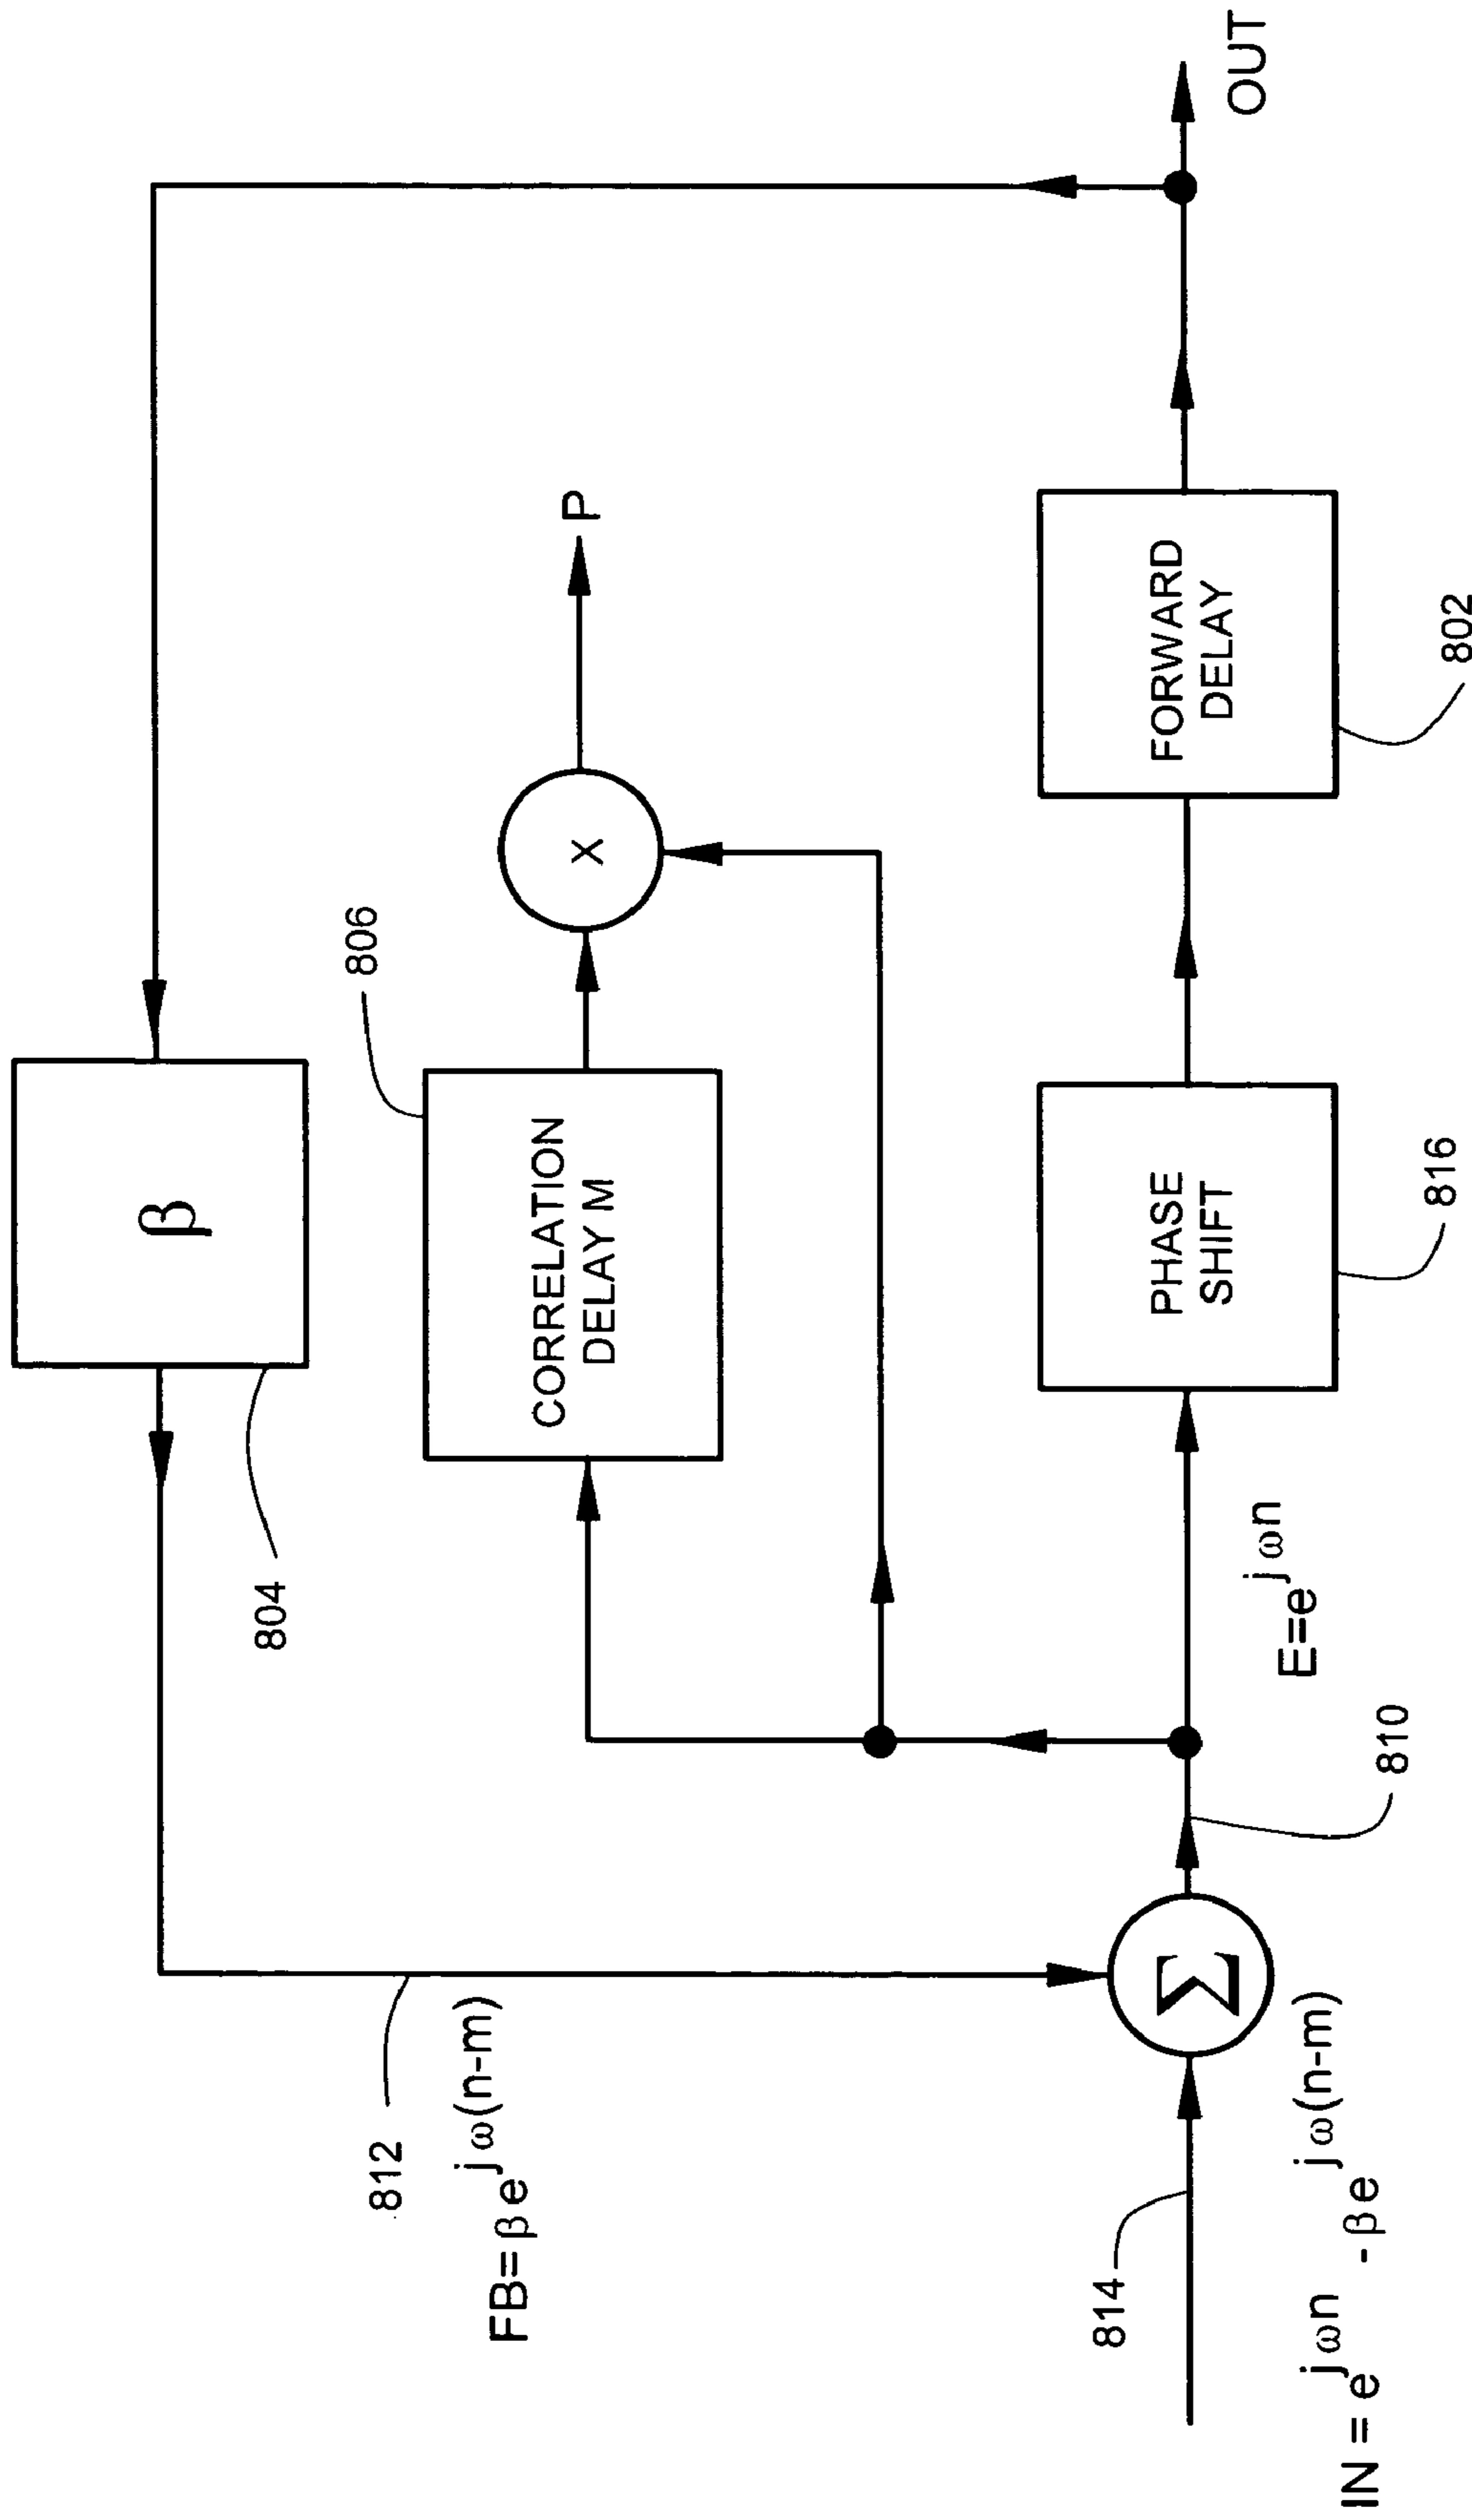 β
804
806
CORRELATION
DELAY M
X
P
812
FB=βe^jω(n-m)
814
IN = e^jωn - βe^jω(n-m)
Σ
810
E=e^jωn
PHASE
SHIFT
816
FORWARD
DELAY
802
OUT